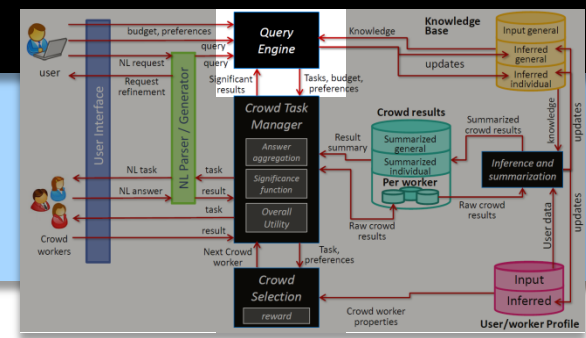 budget, preferences
query
NL request
query
Request
refinement
user
User Interface
NL Parser / Generator
Query
Engine
Significant
results
Tasks, budget,
preferences
Knowledge
Base
Knowledge
updates
Input general
Inferred
general
Inferred
individual
Crowd Task
Manager
Answer
aggregation
Significance
function
Overall
Utility
Result
summary
Crowd results
Summarized
general
Summarized
individual
Per worker
Summarized
crowd results
knowledge
updates
Inference and
summarization
Raw crowd
results
Raw crowd
results
User data
updates
NL task
NL answer
task
result
task
result
Crowd
workers
Next Crowd
worker
Task,
preferences
Crowd
Selection
reward
Crowd worker
properties
Input
Inferred
User/worker Profile